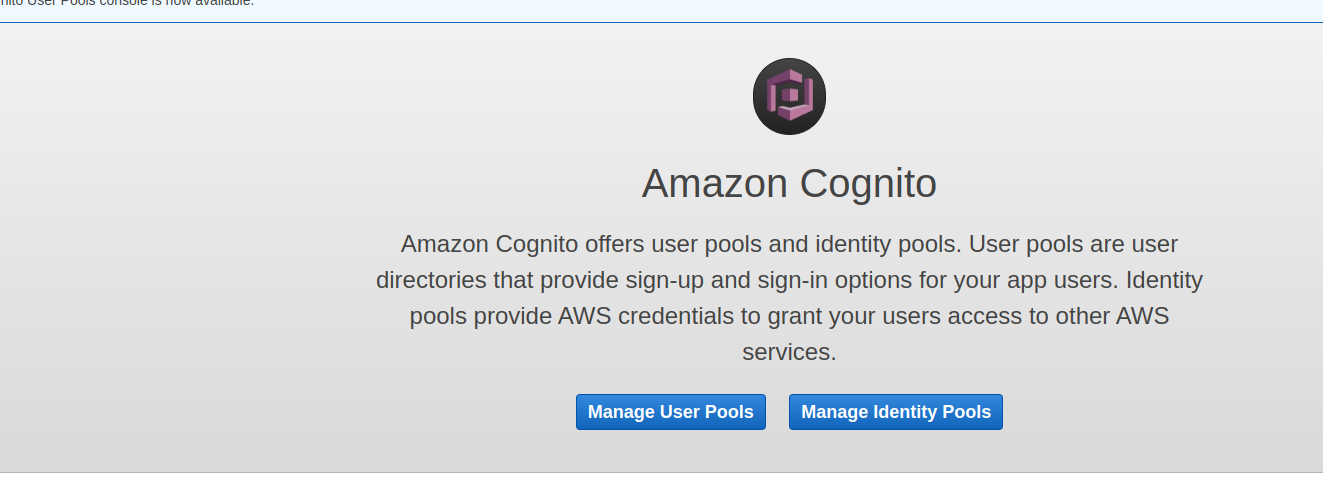 nito User Pools console is now available.
Amazon Cognito
Amazon Cognito offers user pools and identity pools. User pools are user
directories that provide sign-up and sign-in options for your app users. Identity
pools provide AWS credentials to grant your users access to other AWS
services.
Manage User Pools Manage Identity Pools